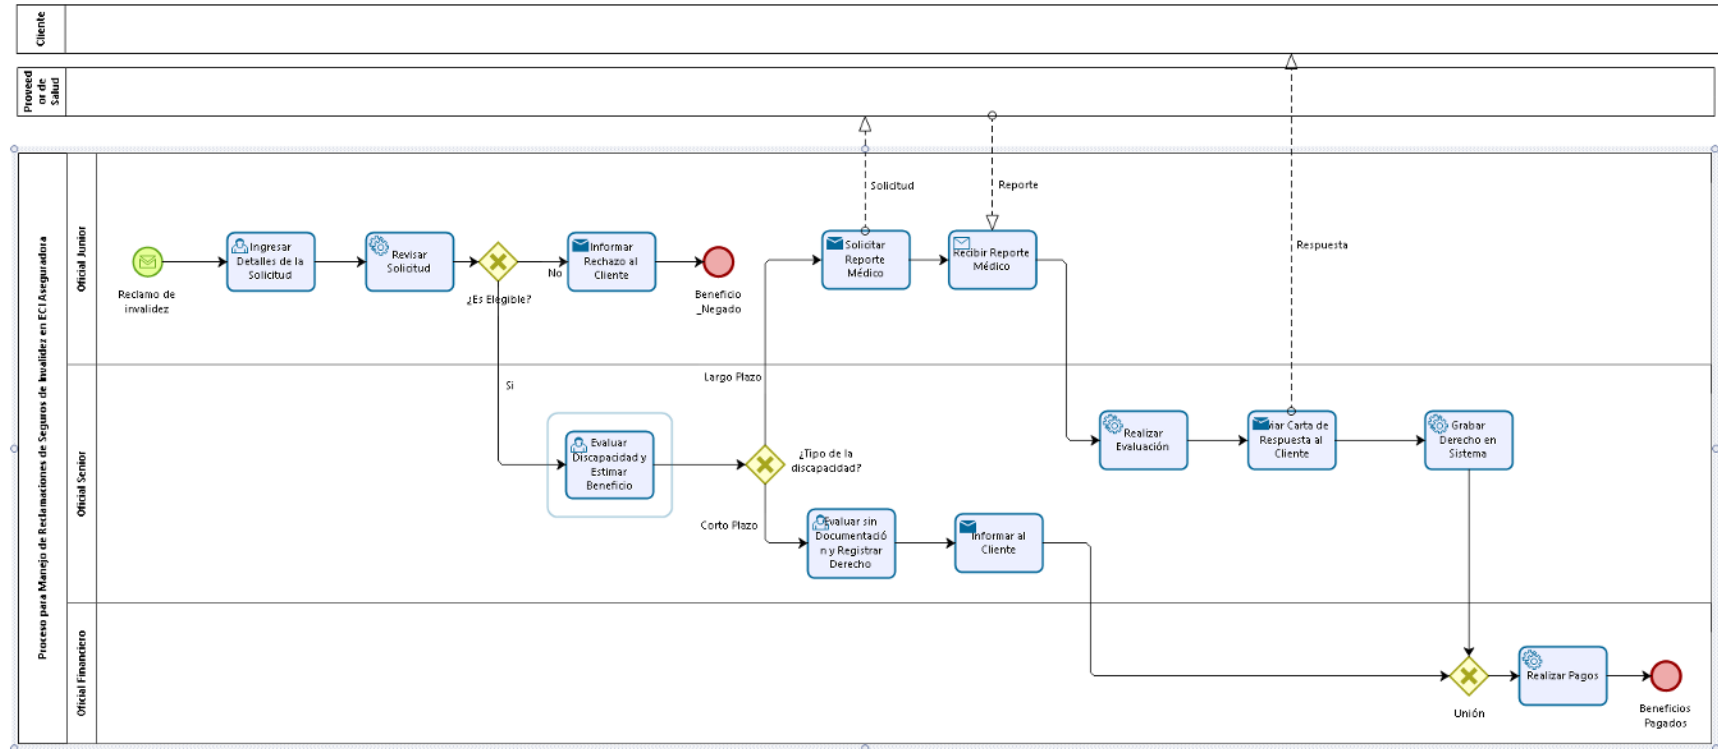 Cliente
Proveed
or de
Salud
Proceso para Manejo de Reclamaciones de Seguros de Invalidez en ECI Aseguradora
Oficial Junior
Reclamo de
invalidez
Ingresar
Detalles de la
Solicitud
Revisar
Solicitud
¿Es Elegible?
No
Si
Informar
Rechazo al
Cliente
Beneficio
_Negado
Solicitud
Solicitar
Reporte
Médico
Reporte
Recibir Reporte
Médico
Respuesta
Oficial Senior
Evaluar
Discapacidad y
Estimar
Beneficio
Largo Plazo
¿Tipo de la
discapacidad?
Corto Plazo
Evaluar sin
Documentació
n y Registrar
Derecho
Informar al
Cliente
Realizar
Evaluación
iar Carta de
Respuesta al
Cliente
Grabar
Derecho en
Sistema
Oficial Financiero
Unión
Realizar Pagos
Beneficios
Pagados